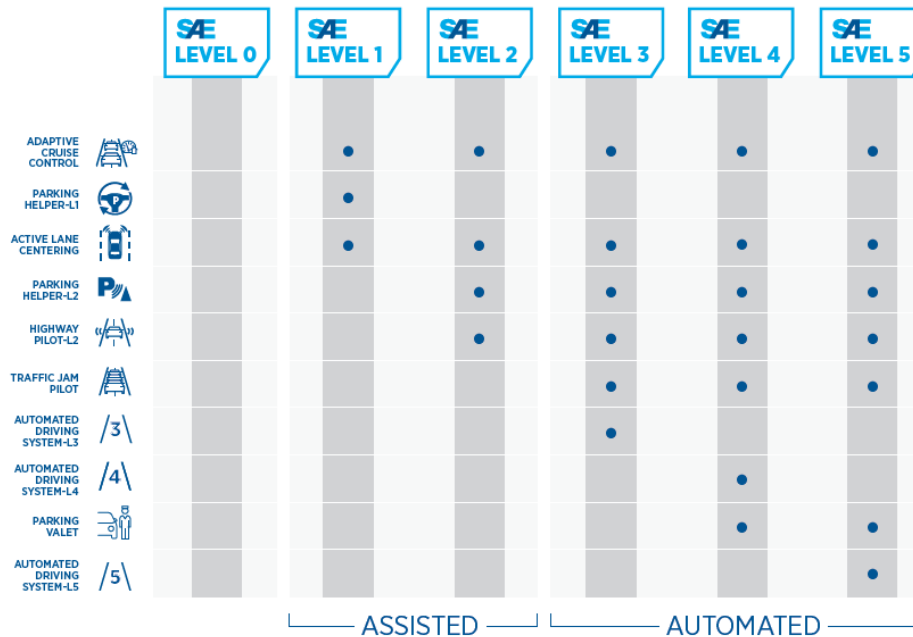 SAE
LEVEL 0
SAE
LEVEL 1
SAE
LEVEL 2
SAE
LEVEL 3
SAE
LEVEL 4
SAE
LEVEL 5
ADAPTIVE
CRUISE
CONTROL
PARKING
HELPER-L1
P
ACTIVE LANE
CENTERING
PARKING
HELPER-L2
P
HIGHWAY
PILOT-L2
TRAFFIC JAM
PILOT
AUTOMATED
DRIVING
SYSTEM-L3
3
AUTOMATED
DRIVING
SYSTEM-L4
4
PARKING
VALET
AUTOMATED
DRIVING
SYSTEM-L5
5
ASSISTED
AUTOMATED